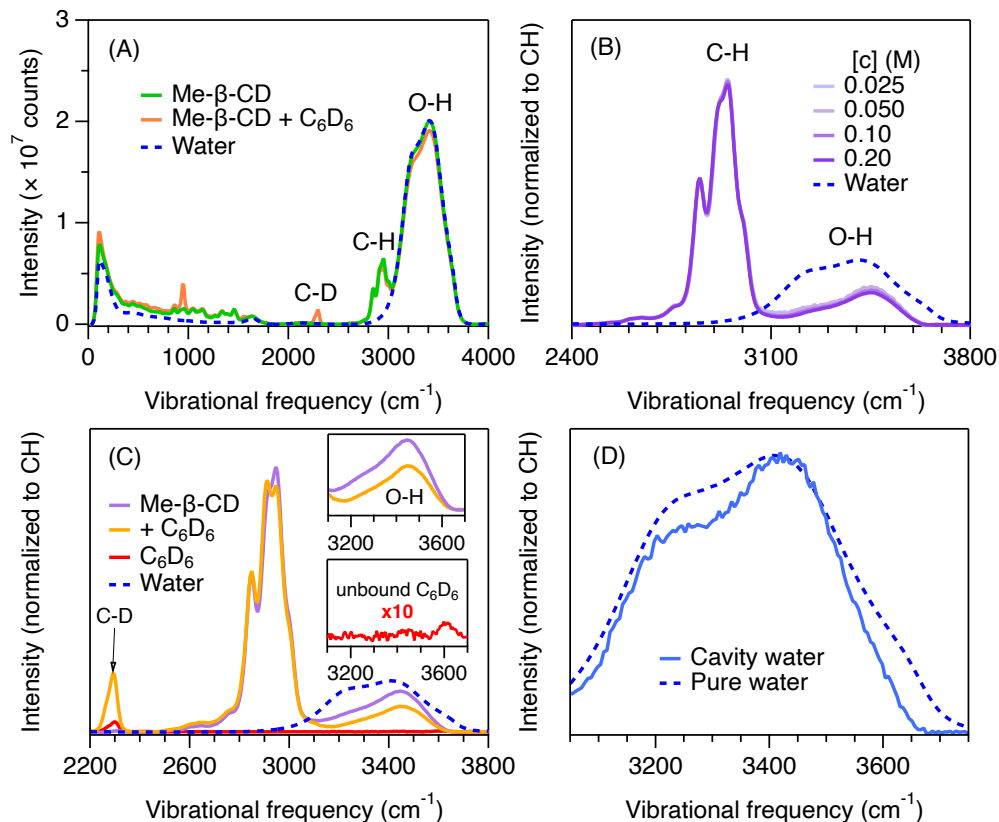 (A)
3
2
1
0
Intensity (× 10⁷ counts)
Me-β-CD
Me-β-CD + C₆D₆
Water
O-H
C-H
C-D
0 1000 2000 3000 4000
Vibrational frequency (cm⁻¹)
(B)
Intensity (normalized to CH)
C-H
O-H
[c] (M)
0.025
0.050
0.10
0.20
Water
2400 3100 3800
Vibrational frequency (cm⁻¹)
(C)
Intensity (normalized to CH)
Me-β-CD
+ C₆D₆
C₆D₆
Water
C-D
O-H
3200 3400 3600
unbound C₆D₆
x10
3200 3400 3600
2200 2600 3000 3400 3800
Vibrational frequency (cm⁻¹)
(D)
Intensity (normalized to CH)
Cavity water
Pure water
3200 3400 3600
Vibrational frequency (cm⁻¹)